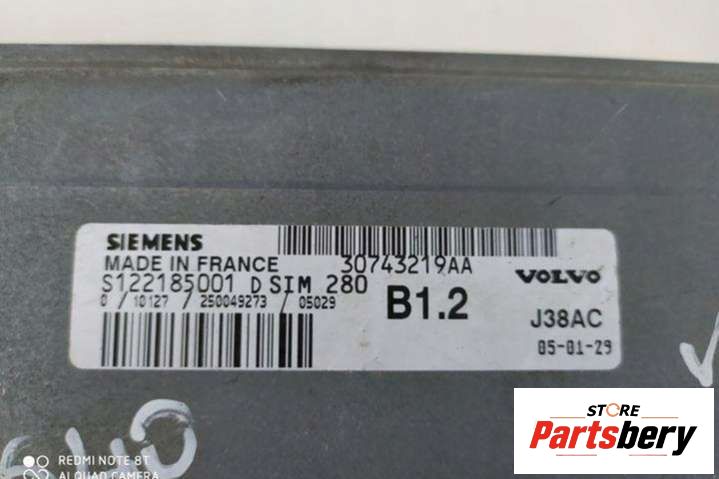 SIEMENS
MADE IN FRANCE 30743219AA
S122185001 D SIM 280
0 / 10127 / 250049273 / 05029
B1.2
VOLVO
J38AC
05-01-29
REDMI NOTE 8T
AI QUAD CAMERA
STORE
Partsbery